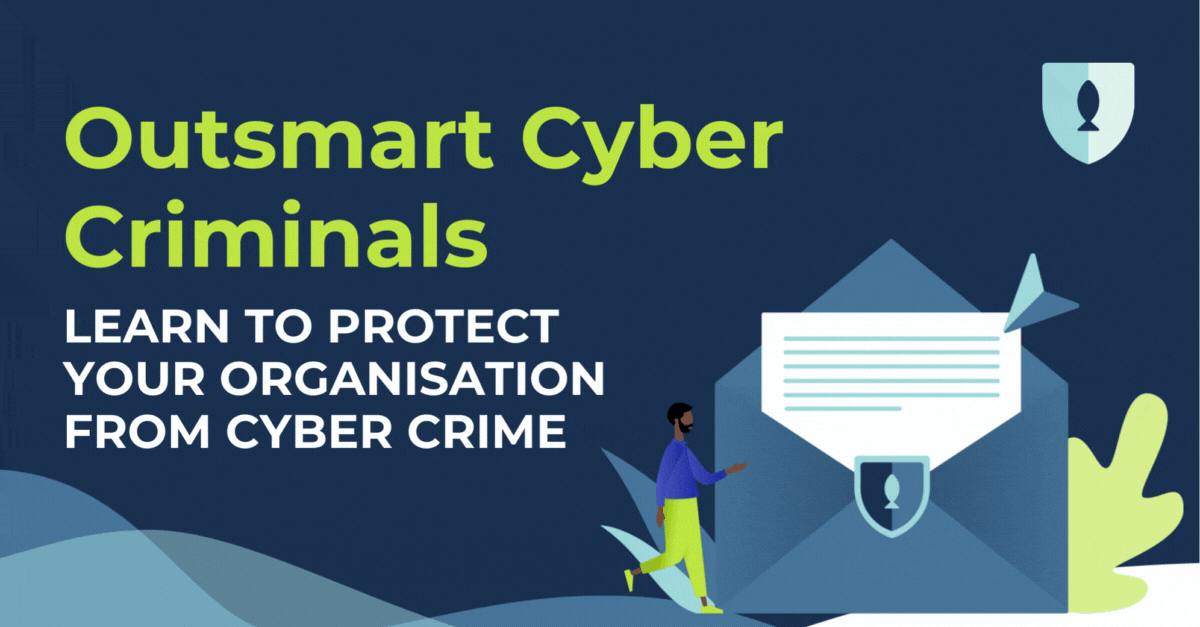 Outsmart Cyber
Criminals
LEARN TO PROTECT
YOUR ORGANISATION
FROM CYBER CRIME